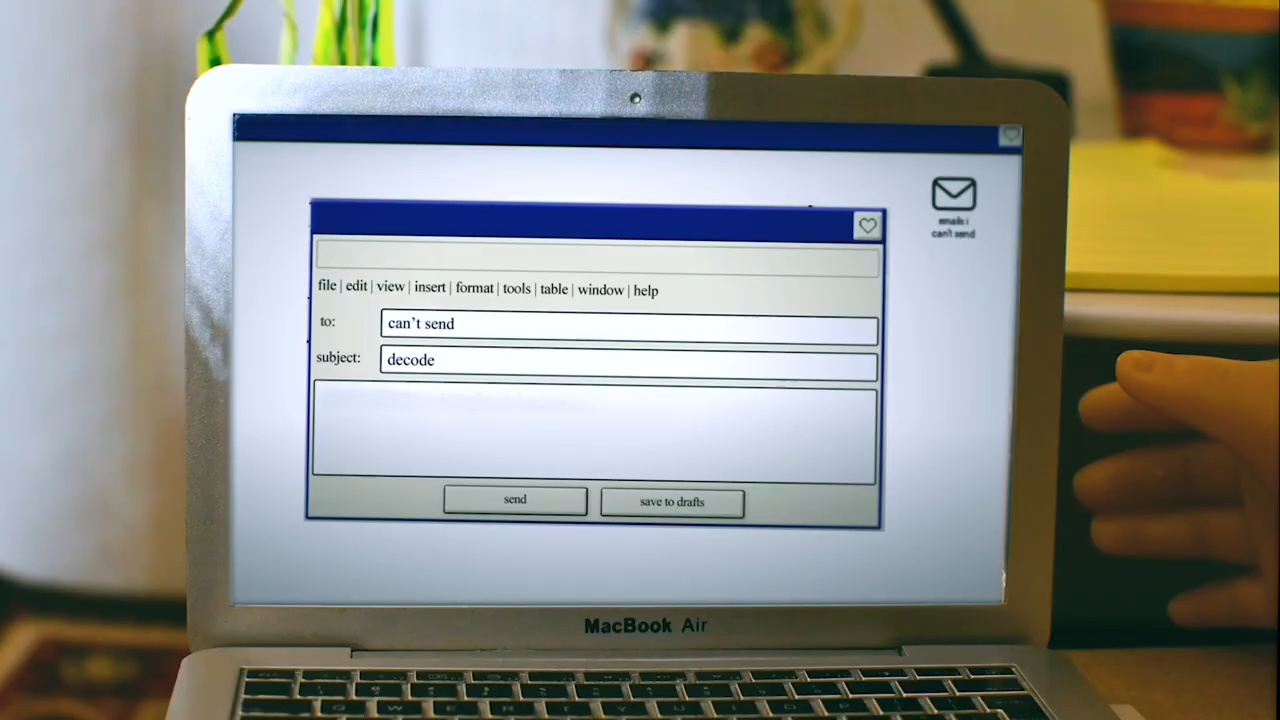 emails i
can't send
file | edit | view | insert | format | tools | table | window | help
to: can't send
subject: decode
send save to drafts
MacBook Air